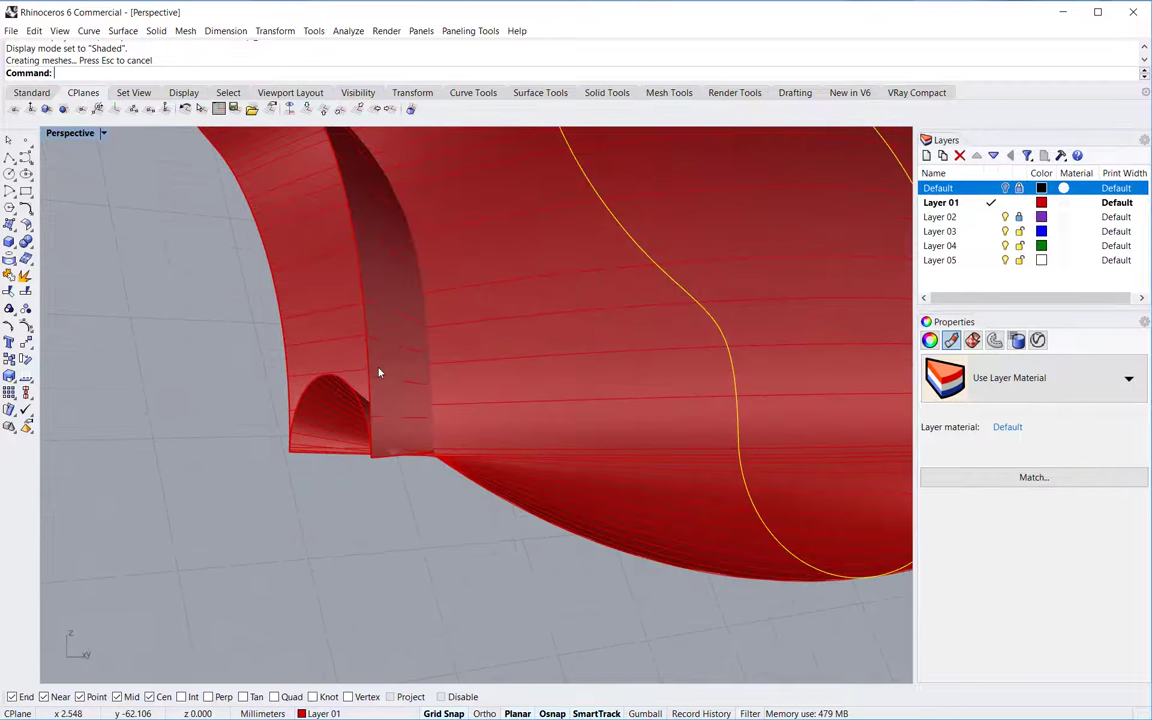 Rhinoceros 6 Commercial - [Perspective]
File Edit View Curve Surface Solid Mesh Dimension Transform Tools Analyze Render Panels Paneling Tools Help
Display mode set to "Shaded".
Creating meshes... Press Esc to cancel
Command:
Standard CPlanes Set View Display Select Viewport Layout Visibility Transform Curve Tools Surface Tools Solid Tools Mesh Tools Render Tools Drafting New in V6 VRay Compact
Perspective
Layers
Name Color Material Print Width
Default Default
Layer 01 Default
Layer 02 Default
Layer 03 Default
Layer 04 Default
Layer 05 Default
Properties
Use Layer Material
Layer material: Default
Match...
z
xy
End Near Point Mid Cen Int Perp Tan Quad Knot Vertex Project Disable
CPlane x 2.548 y -62.106 z 0.000 Millimeters Layer 01 Grid Snap Ortho Planar Osnap SmartTrack Gumball Record History Filter Memory use: 479 MB